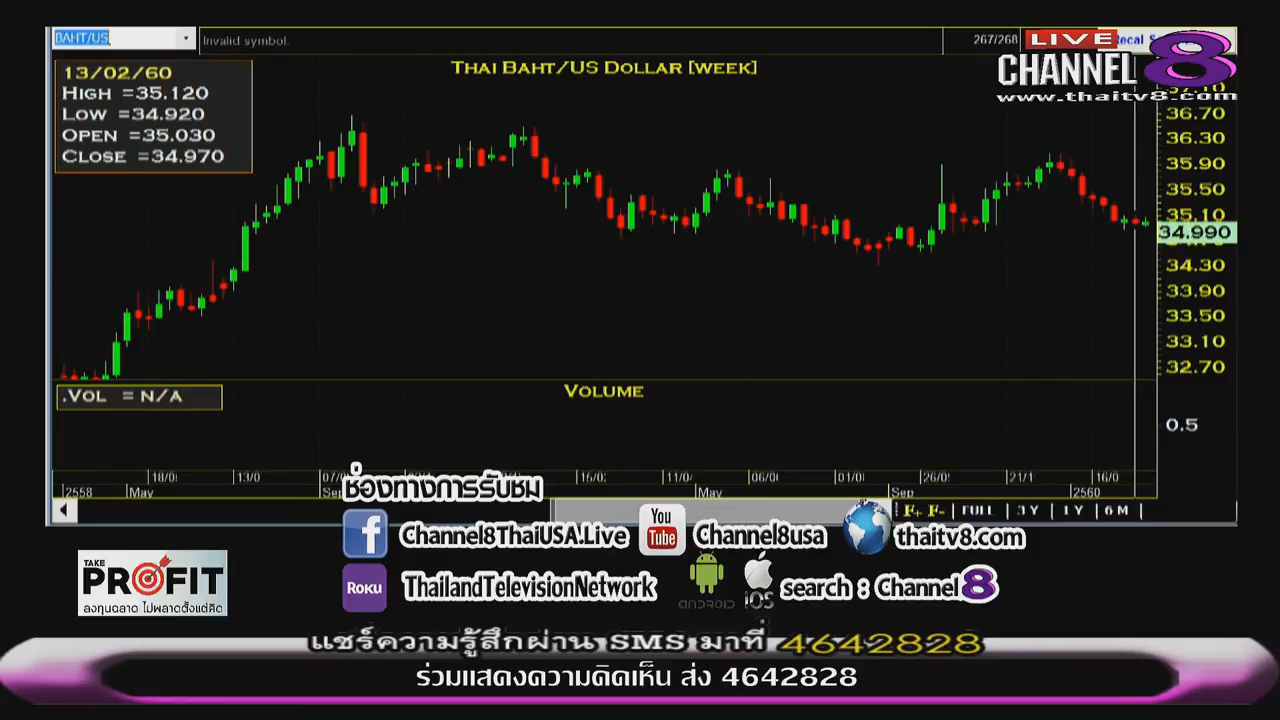 BAHT/US
Invalid symbol.
267/268
LIVE
CHANNEL 8
www.thaitv8.com
THAI BAHT/US DOLLAR [WEEK]
13/02/60
HIGH =35.120
LOW =34.920
OPEN =35.030
CLOSE =34.970
37.10
36.70
36.30
35.90
35.50
35.10
34.990
34.30
33.90
33.50
33.10
32.70
.VOL = N/A
VOLUME
0.5
13/0
16/0
11/0
06/0
01/0
26/0
21/1
16/0
2558
May
May
Sep
2560
F+ F- FULL 3 Y 1 Y 6 M
ช่องทางการรับชม
Channel8ThaiUSA.Live
You Tube
Channel8usa
thaitv8.com
ROKU
ThailandTelevisionNetwork
ANDROID
iOS
search : Channel 8
TAKE
PROFIT
ลงทุนฉลาด ไม่พลาดตั้งแต่คิด
แชร์ความรู้สึกผ่าน SMS มาที่ 4642828
ร่วมแสดงความคิดเห็น ส่ง 4642828